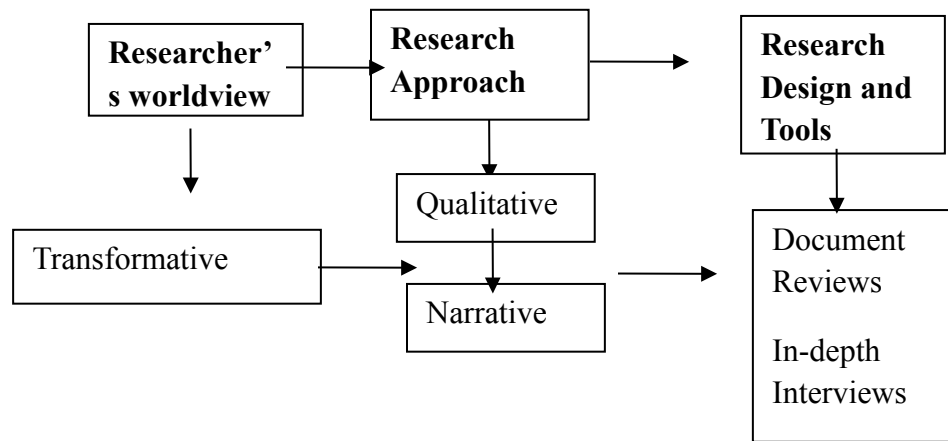 Researcher’
s worldview
Research
Approach
Research
Design and
Tools
Qualitative
Transformative
Narrative
Document
Reviews
In-depth
Interviews